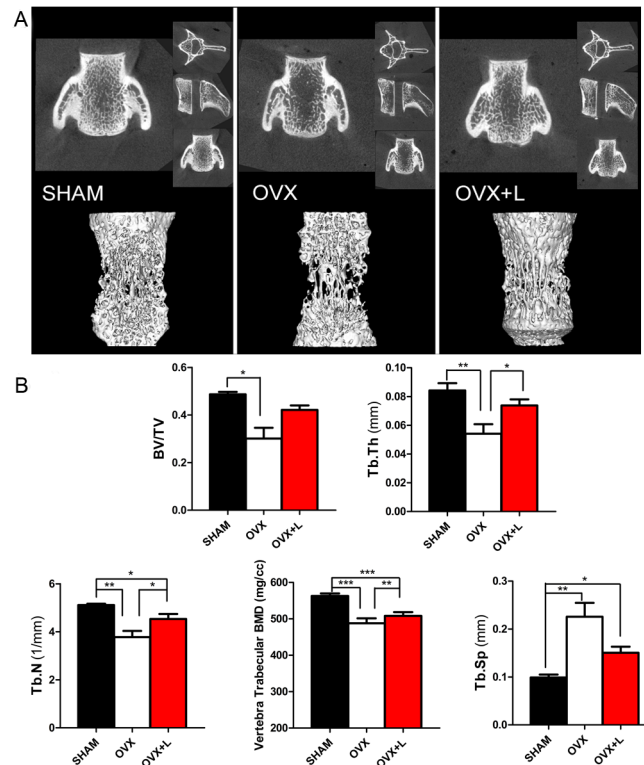 A
SHAM
OVX
OVX+L
B
BV/TV
0.6
0.4
0.2
0.0
*
SHAM
OVX
OVX+L
Tb.Th (mm)
0.10
0.08
0.06
0.04
0.02
0.00
**
*
SHAM
OVX
OVX+L
Tb.N (1/mm)
6
4
2
0
*
**
*
SHAM
OVX
OVX+L
Vertebra Trabecular BMD (mg/cc)
600
500
400
300
200
***
***
**
SHAM
OVX
OVX+L
Tb.Sp (mm)
0.3
0.2
0.1
0.0
*
**
SHAM
OVX
OVX+L